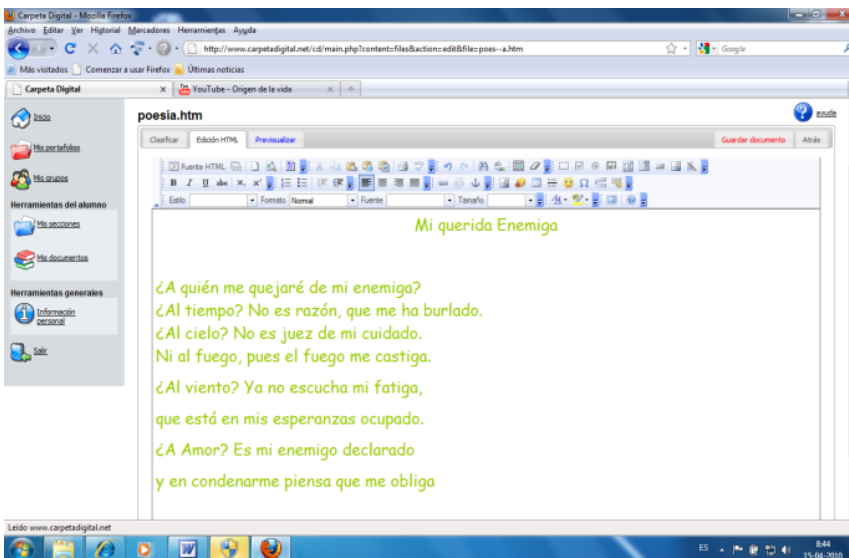 Carpeta Digital - Mozilla Firefox
Archivo Editar Ver Historial Marcadores Herramientas Ayuda
http://www.carpetadigital.net/cd/main.php?content=files&action=edit&file=poes--a.htm
Google
Más visitados Comenzar a usar Firefox Últimas noticias
Carpeta Digital
YouTube - Origen de la vida
Inicio
poesía.htm
ayuda
Clasificar Edición HTML Previsualizar Guardar documento Atrás
Mis portafolios
Fuente HTML
Mis grupos
Estilo Formato Normal Fuente Tamaño
Herramientas del alumno
Mis secciones
Mis documentos
Herramientas generales
Información
personal
Salir
Mi querida Enemiga
¿A quién me quejaré de mi enemiga?
¿Al tiempo? No es razón, que me ha burlado.
¿Al cielo? No es juez de mi cuidado.
Ni al fuego, pues el fuego me castiga.
¿Al viento? Ya no escucha mi fatiga,
que está en mis esperanzas ocupado.
¿A Amor? Es mi enemigo declarado
y en condenarme piensa que me obliga
Leído www.carpetadigital.net
ES
8:44
15-04-2010